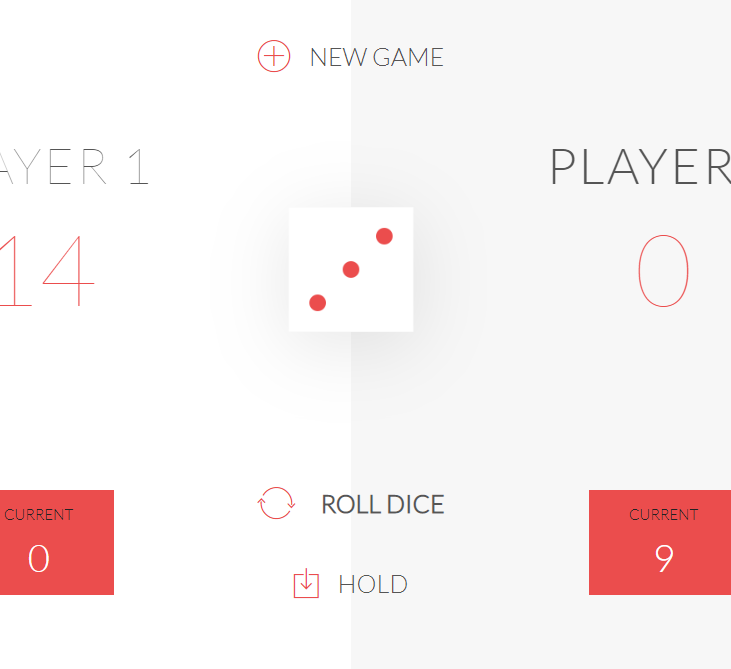 NEW GAME
AYER 1
PLAYER
14
0
CURRENT
0
ROLL DICE
CURRENT
9
HOLD